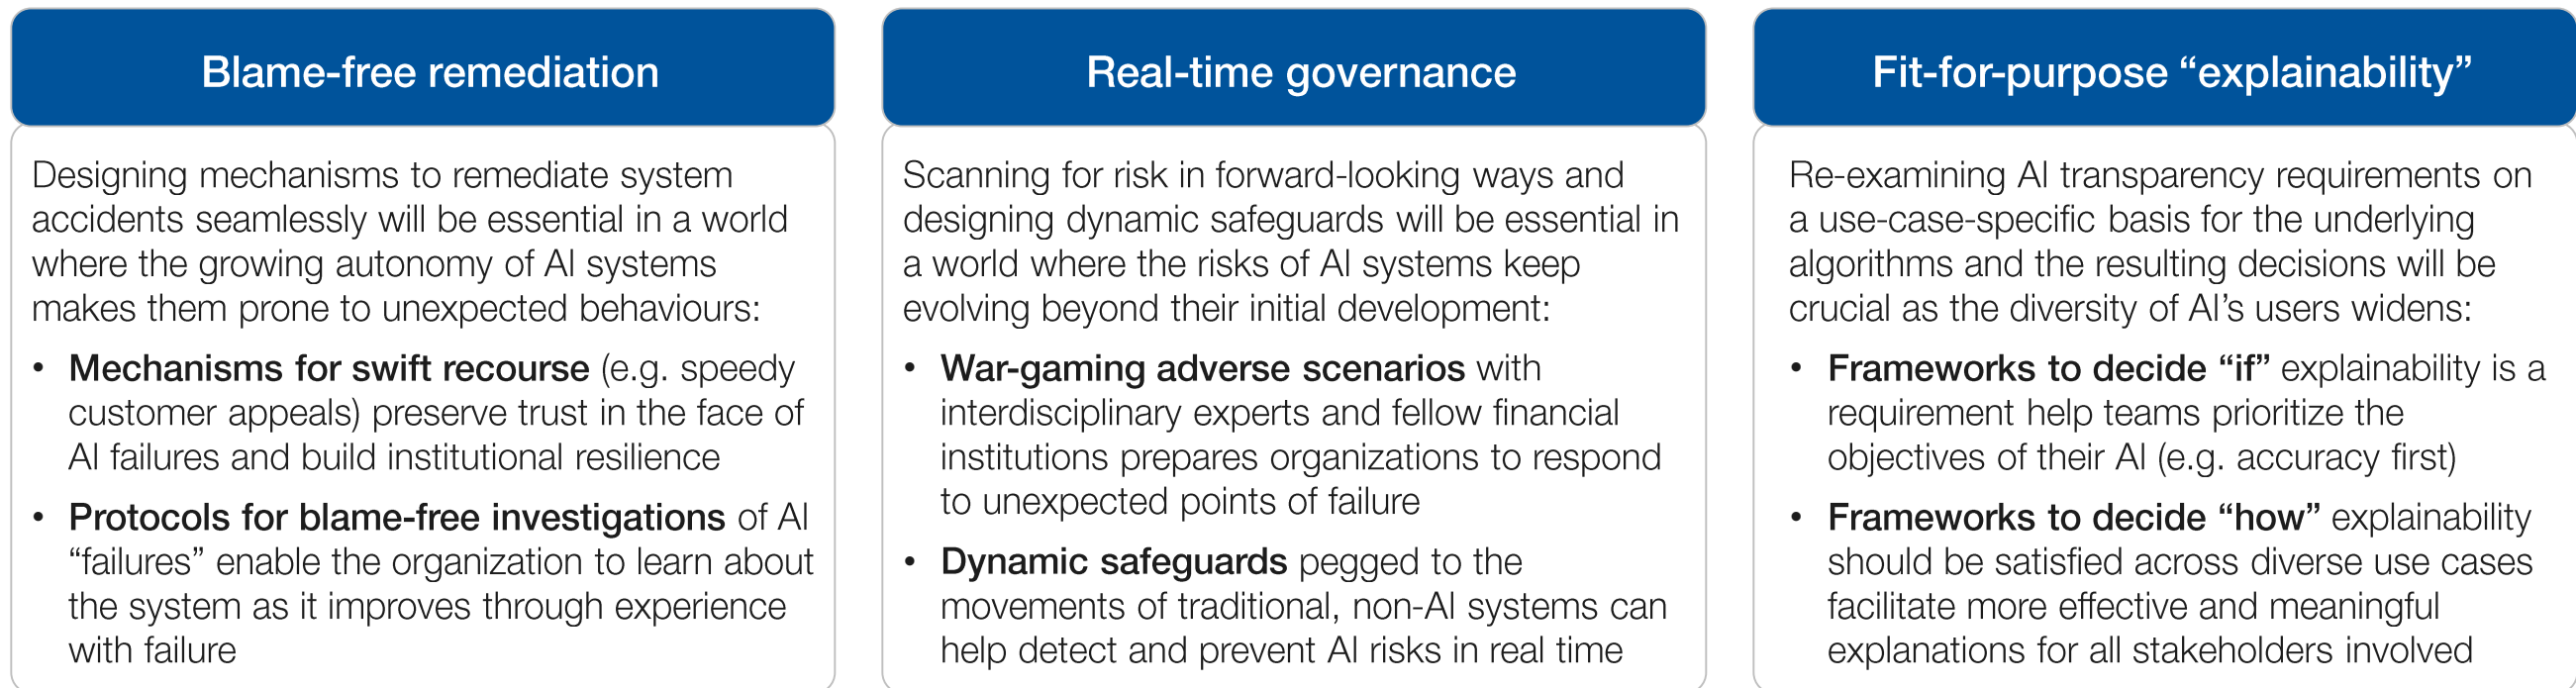 Blame-free remediation
Designing mechanisms to remediate system
accidents seamlessly will be essential in a world
where the growing autonomy of AI systems
makes them prone to unexpected behaviours:
• Mechanisms for swift recourse (e.g. speedy
customer appeals) preserve trust in the face of
AI failures and build institutional resilience
• Protocols for blame-free investigations of AI
“failures” enable the organization to learn about
the system as it improves through experience
with failure
Real-time governance
Scanning for risk in forward-looking ways and
designing dynamic safeguards will be essential in
a world where the risks of AI systems keep
evolving beyond their initial development:
• War-gaming adverse scenarios with
interdisciplinary experts and fellow financial
institutions prepares organizations to respond
to unexpected points of failure
• Dynamic safeguards pegged to the
movements of traditional, non-AI systems can
help detect and prevent AI risks in real time
Fit-for-purpose “explainability”
Re-examining AI transparency requirements on
a use-case-specific basis for the underlying
algorithms and the resulting decisions will be
crucial as the diversity of AI’s users widens:
• Frameworks to decide “if” explainability is a
requirement help teams prioritize the
objectives of their AI (e.g. accuracy first)
• Frameworks to decide “how” explainability
should be satisfied across diverse use cases
facilitate more effective and meaningful
explanations for all stakeholders involved